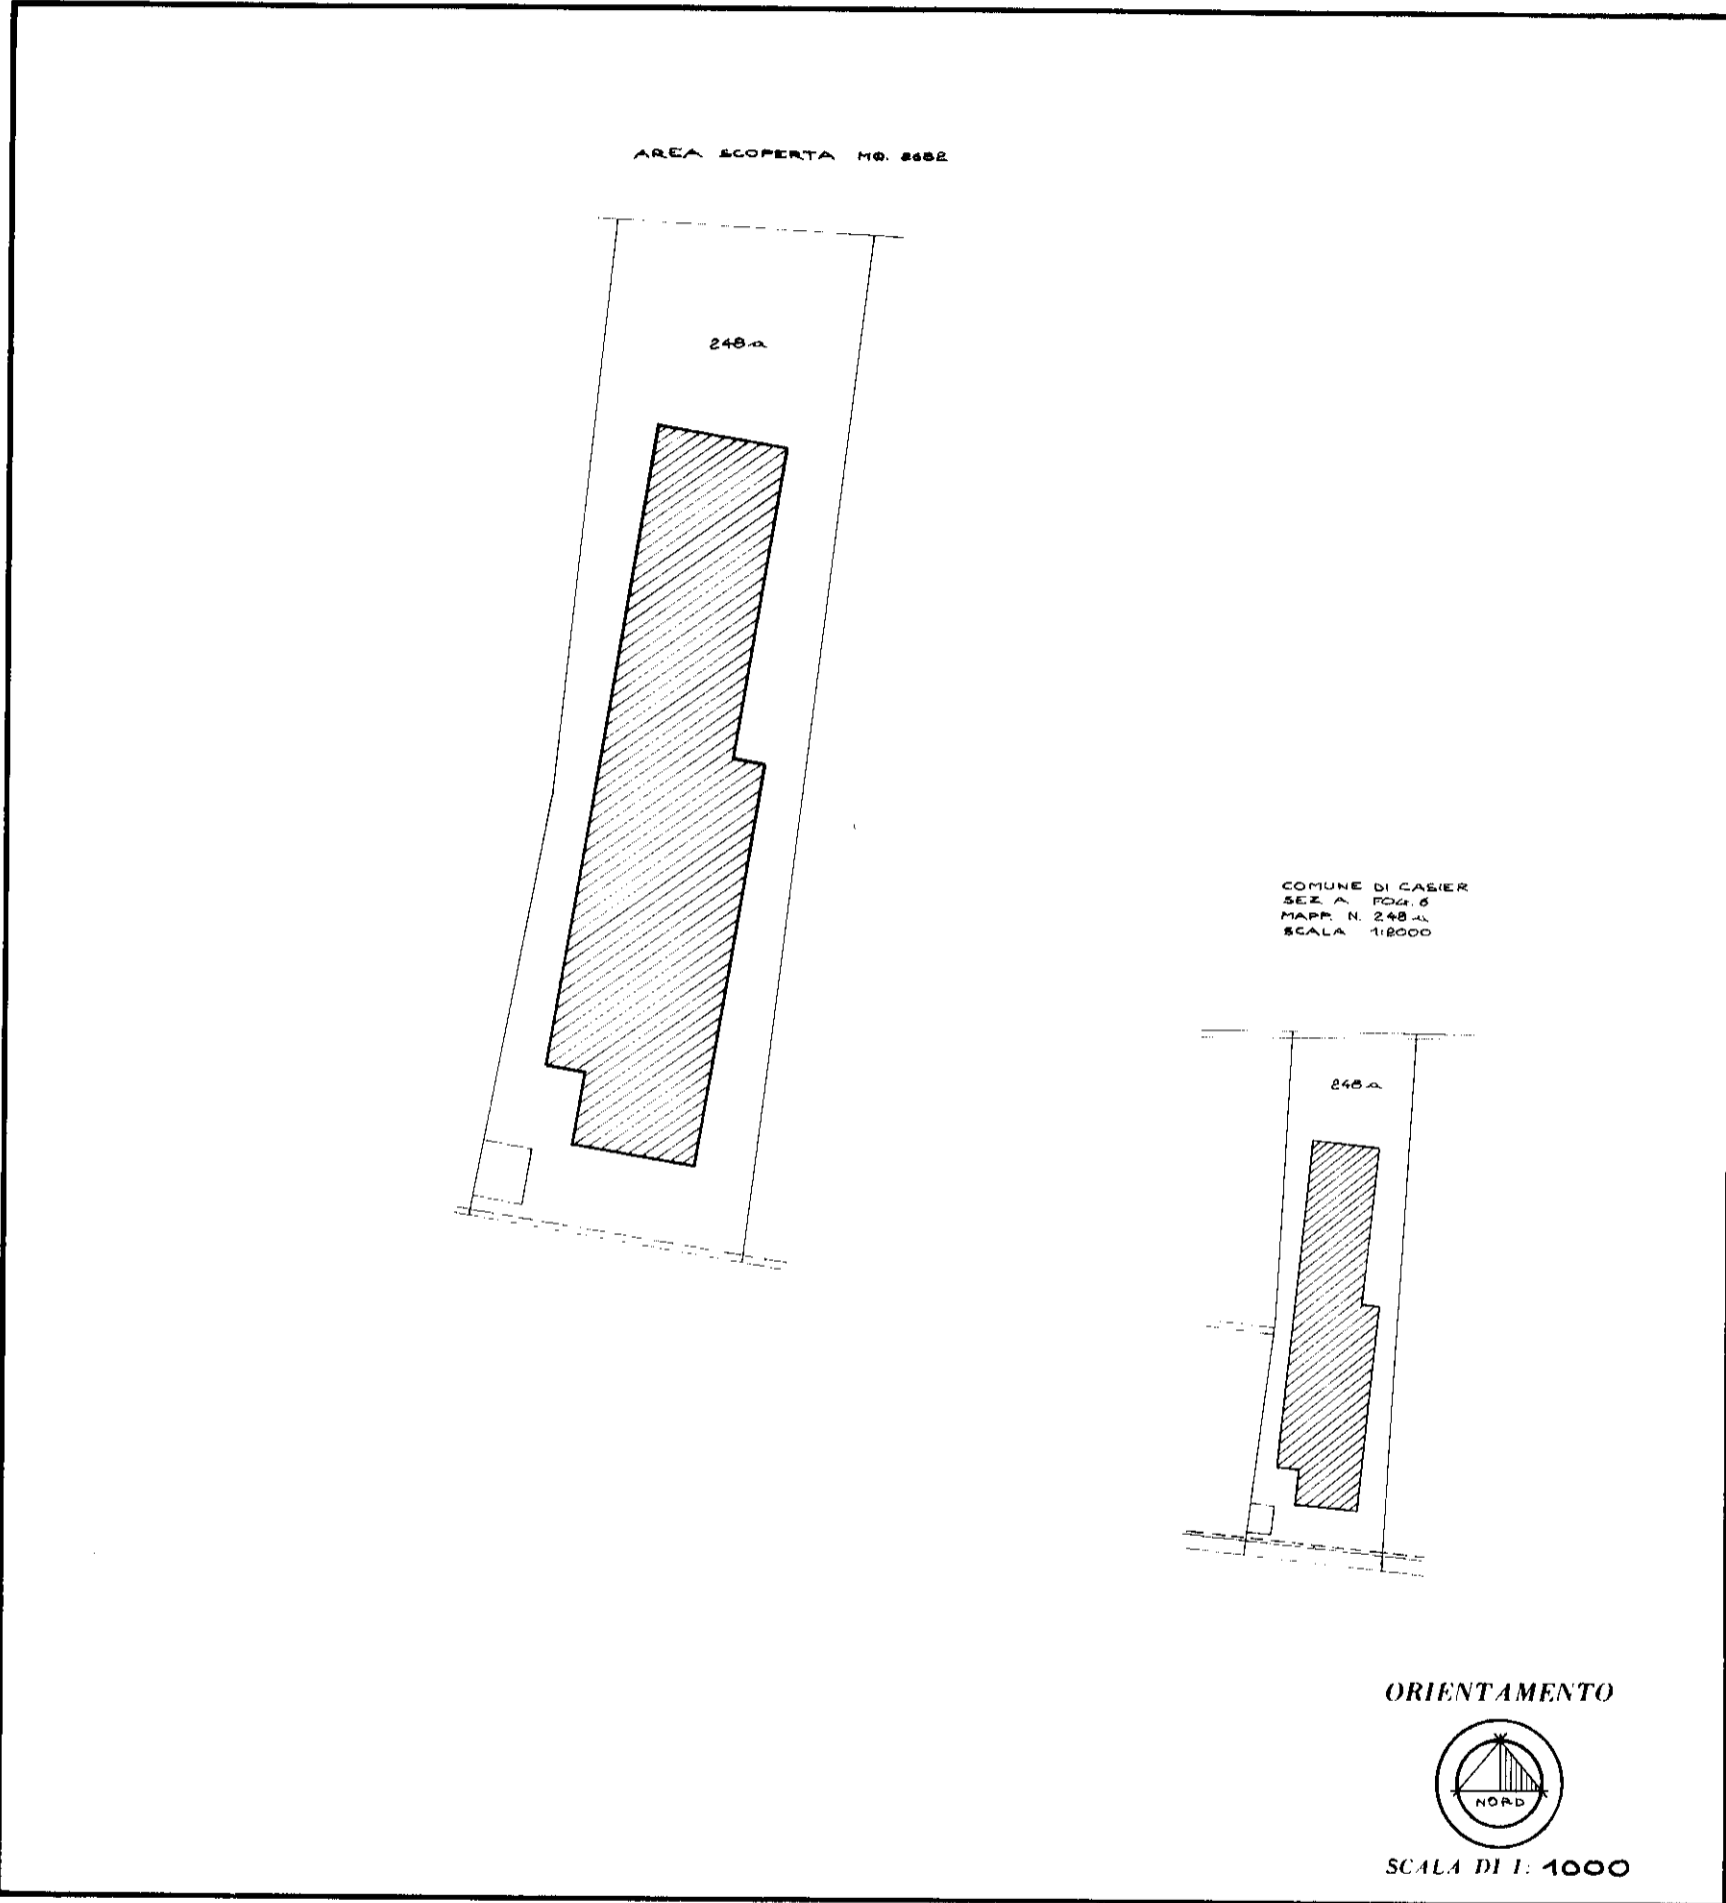 AREA SCOPERTA MQ. 2682
248 a
COMUNE DI CASIER
SEZ. A FOG. 6
MAPP. N. 248 a
SCALA 1:2000
248 a
ORIENTAMENTO
NORD
SCALA DI 1: 1000